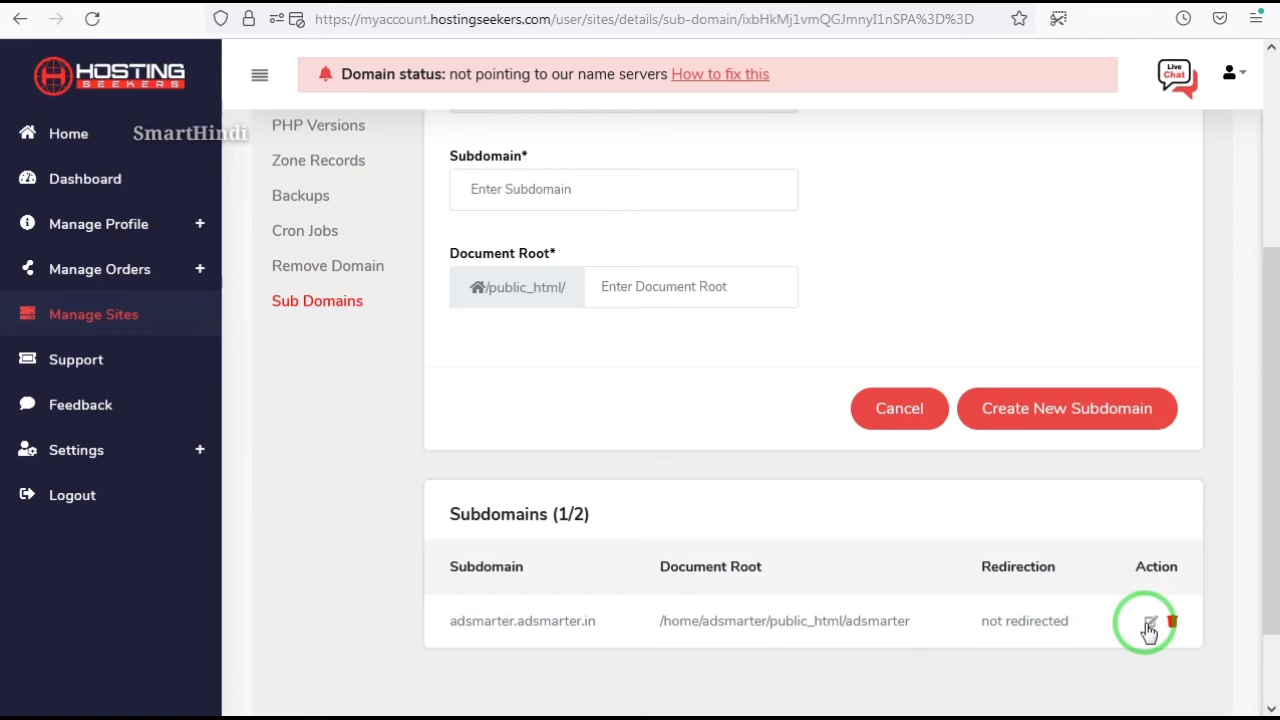 https://myaccount.hostingseekers.com/user/sites/details/sub-domain/ixbHkMj1vmQGJmnyI1nSPA%3D%3D
HOSTING
SEEKERS
Domain status: not pointing to our name servers How to fix this
Live
Chat
SmartHindi
Home
Dashboard
Manage Profile
Manage Orders
Manage Sites
Support
Feedback
Settings
Logout
PHP Versions
Zone Records
Backups
Cron Jobs
Remove Domain
Sub Domains
Subdomain*
Enter Subdomain
Document Root*
/public_html/ Enter Document Root
Cancel Create New Subdomain
Subdomains (1/2)
Subdomain Document Root Redirection Action
adsmarter.adsmarter.in /home/adsmarter/public_html/adsmarter not redirected